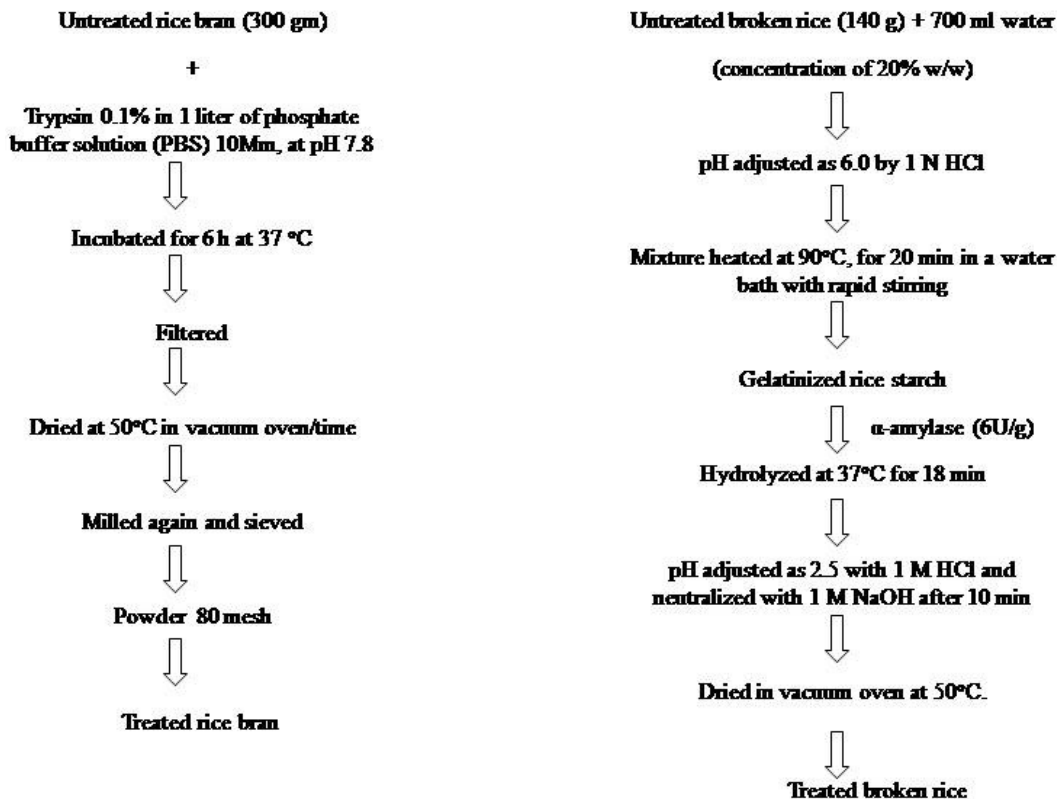 Untreated rice bran (300 gm)
+
Trypsin 0.1% in 1 liter of phosphate
buffer solution (PBS) 10Mm, at pH 7.8
Incubated for 6 h at 37 °C
Filtered
Dried at 50°C in vacuum oven/time
Milled again and sieved
Powder 80 mesh
Treated rice bran
Untreated broken rice (140 g) + 700 ml water
(concentration of 20% w/w)
pH adjusted as 6.0 by 1 N HCl
Mixture heated at 90°C, for 20 min in a water
bath with rapid stirring
Gelatinized rice starch
α-amylase (6U/g)
Hydrolyzed at 37°C for 18 min
pH adjusted as 2.5 with 1 M HCl and
neutralized with 1 M NaOH after 10 min
Dried in vacuum oven at 50°C.
Treated broken rice